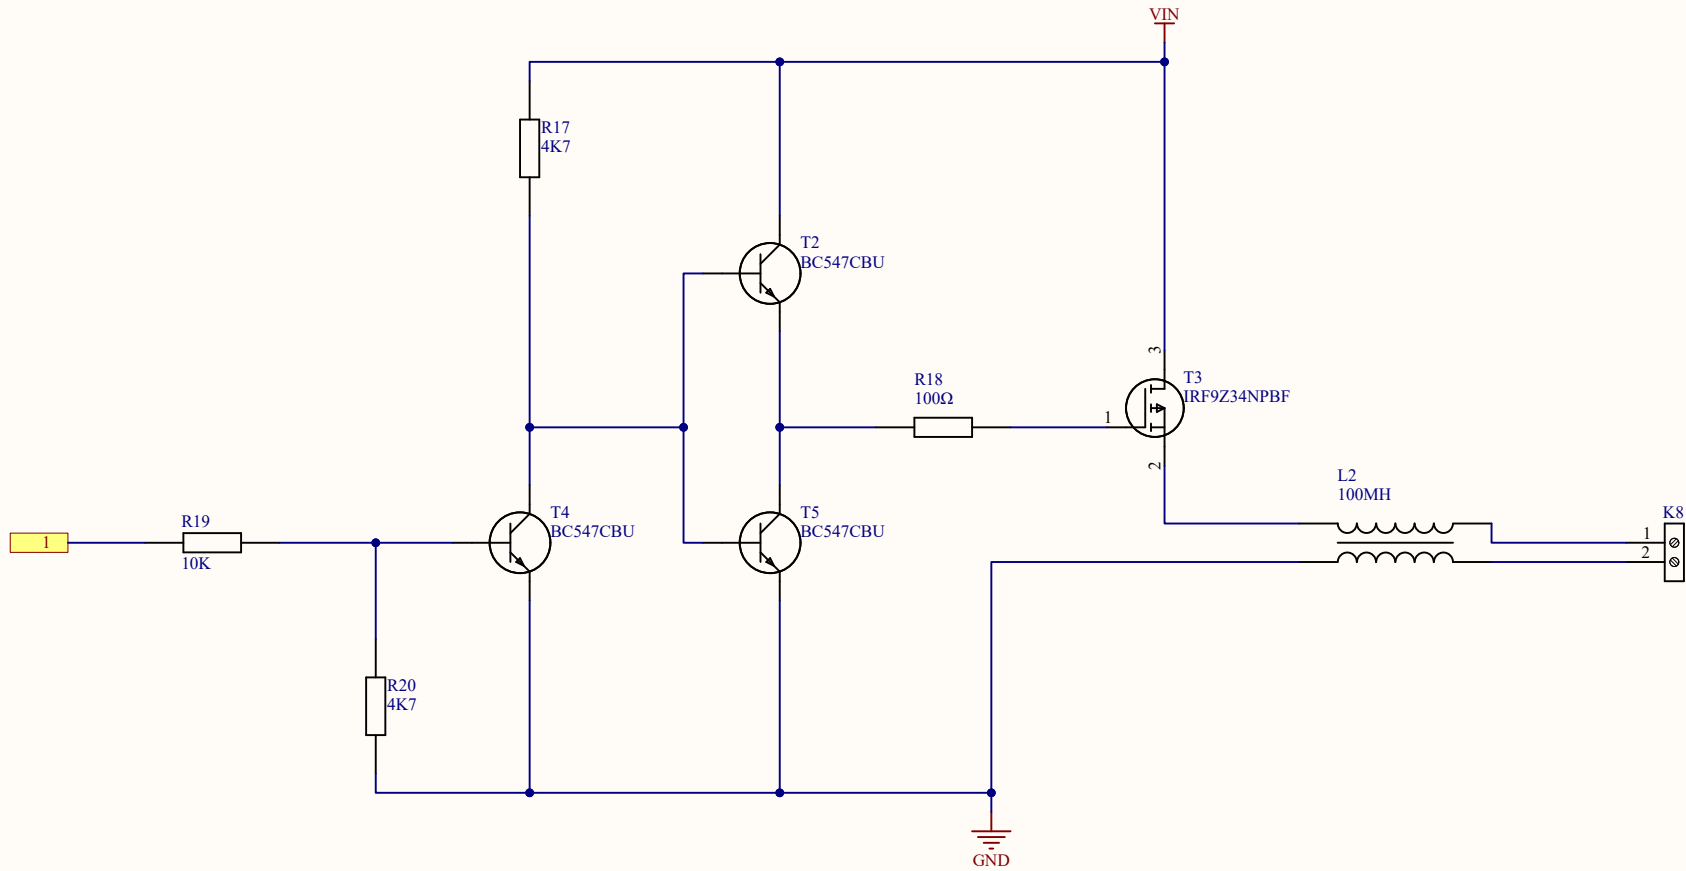 VIN
R17
4K7
T2
BC547CBU
3
T3
IRF9Z34NPBF
R18
100Ω
1
2
L2
100MH
K8
1
2
T4
BC547CBU
T5
BC547CBU
R19
1
10K
R20
4K7
GND